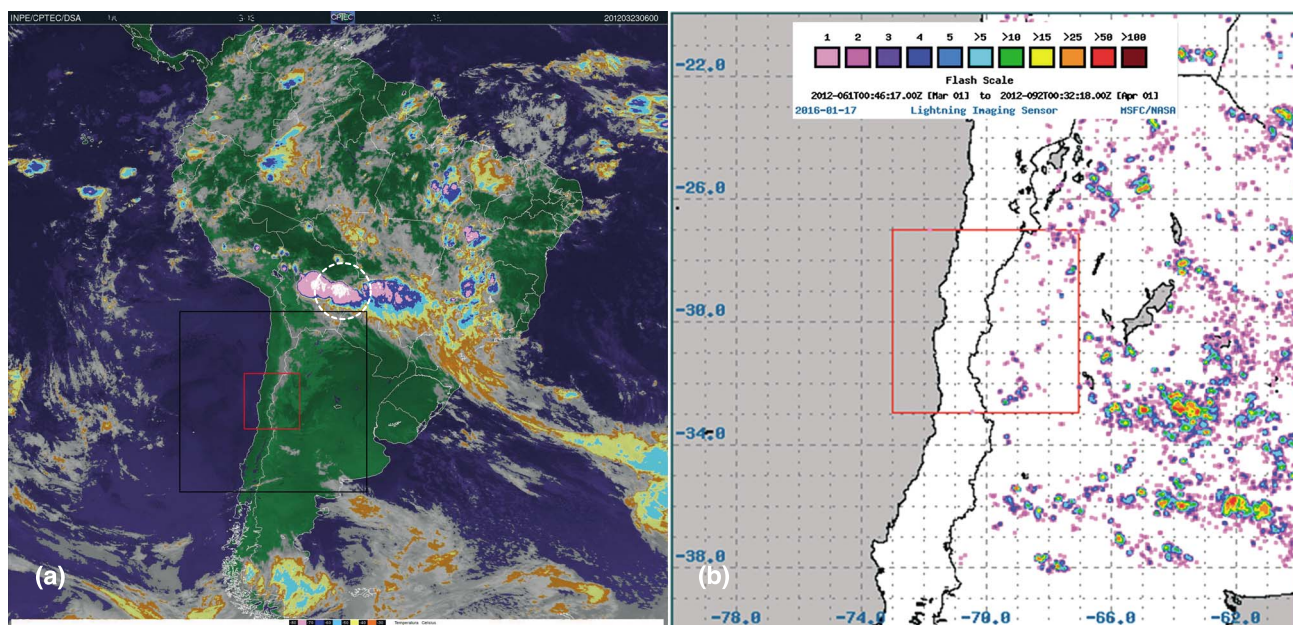 INPE/CPTEC/DSA
CPTEC
201203230600
(a)
Temperatura Celsius
1 2 3 4 5 >5 >10 >15 >25 >50 >100
Flash Scale
2012-061T00:46:17.00Z [Mar 01] to 2012-092T00:32:18.00Z [Apr 01]
2016-01-17 Lightning Imaging Sensor MSFC/NASA
-22.0
-26.0
-30.0
-34.0
-38.0
(b)
-78.0 -74.0 -70.0 -66.0 -62.0